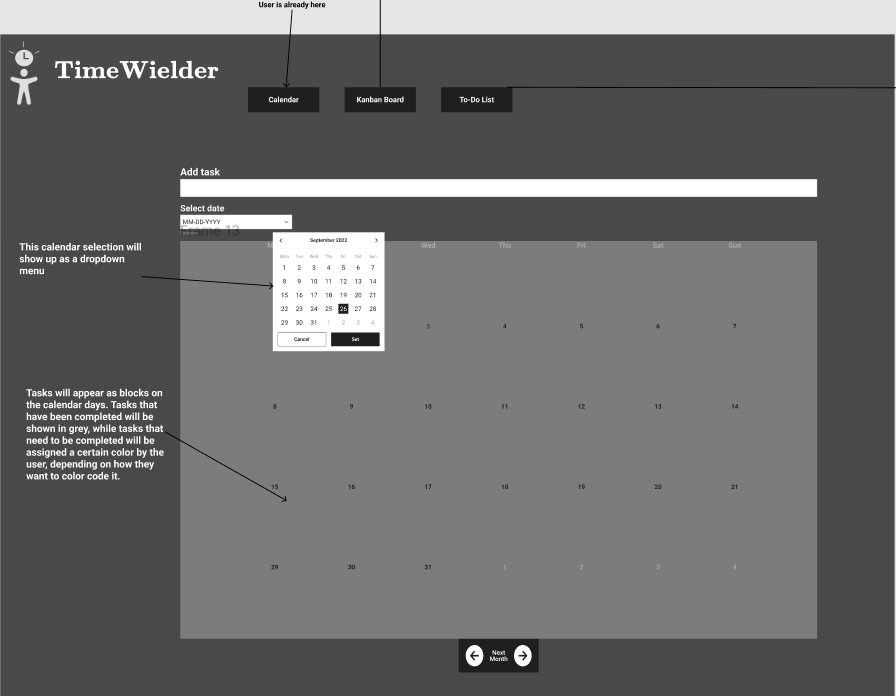 User is already here
TimeWielder
Calendar
Kanban Board
To-Do List
Add task
Select date
MM-DD-YYYY
Frame 13
This calendar selection will
show up as a dropdown
menu
September 2022
Mon Tue Wed Thu Fri Sat Sun
1 2 3 4 5 6 7
8 9 10 11 12 13 14
15 16 17 18 19 20 21
22 23 24 25 26 27 28
29 30 31 1 2 3 4
Cancel
Set
Wed Thu Fri Sat Sun
3 4 5 6 7
8 9 10 11 12 13 14
15 16 17 18 19 20 21
29 30 31 1 2 3 4
Tasks will appear as blocks on
the calendar days. Tasks that
have been completed will be
shown in grey, while tasks that
need to be completed will be
assigned a certain color by the
user, depending on how they
want to color code it.
Next
Month